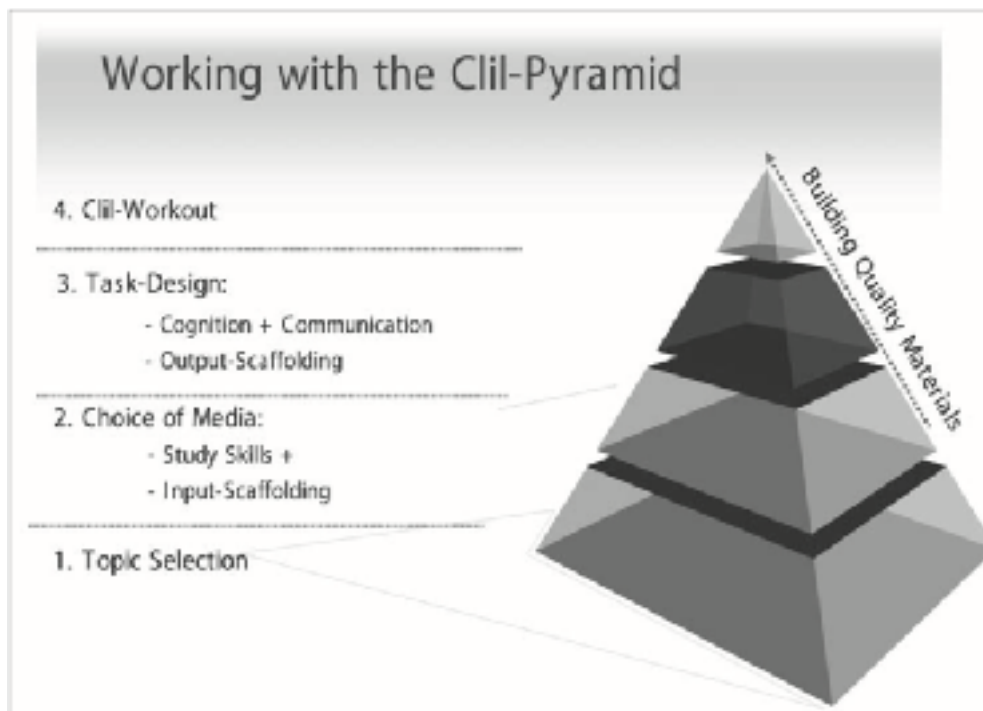 Working with the Clil-Pyramid
4. Clil-Workout
3. Task-Design:
- Cognition + Communication
- Output-Scaffolding
2. Choice of Media:
- Study Skills +
- Input-Scaffolding
1. Topic Selection
Building Quality Materials